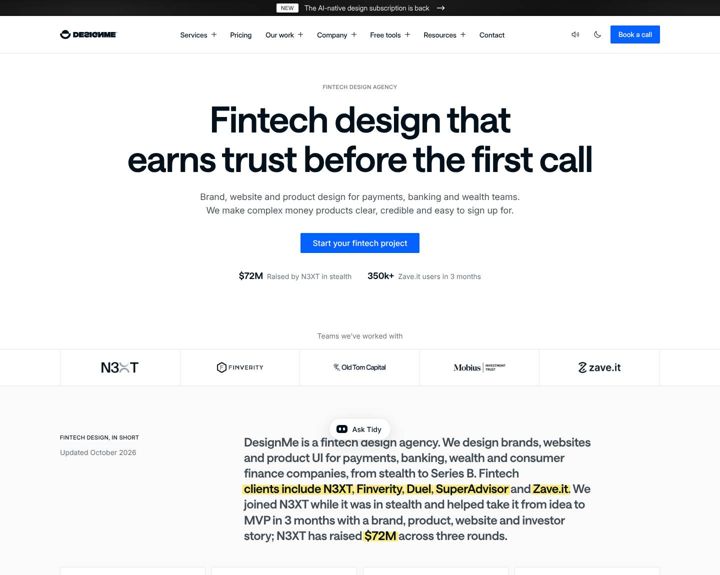 NEW The AI-native design subscription is back →
DESIGNME
Services + Pricing Our work + Company + Free tools + Resources + Contact
Book a call
FINTECH DESIGN AGENCY
Fintech design that
earns trust before the first call
Brand, website and product design for payments, banking and wealth teams.
We make complex money products clear, credible and easy to sign up for.
Start your fintech project
$72M Raised by N3XT in stealth 350k+ Zave.it users in 3 months
Teams we've worked with
N3XT
FINVERITY
Old Tom Capital
Mobius INVESTMENT TRUST
zave.it
Ask Tidy
FINTECH DESIGN, IN SHORT
Updated October 2026
DesignMe is a fintech design agency. We design brands, websites
and product UI for payments, banking, wealth and consumer
finance companies, from stealth to Series B. Fintech
clients include N3XT, Finverity, Duel, SuperAdvisor and Zave.it. We
joined N3XT while it was in stealth and helped take it from idea to
MVP in 3 months with a brand, product, website and investor
story; N3XT has raised $72M across three rounds.